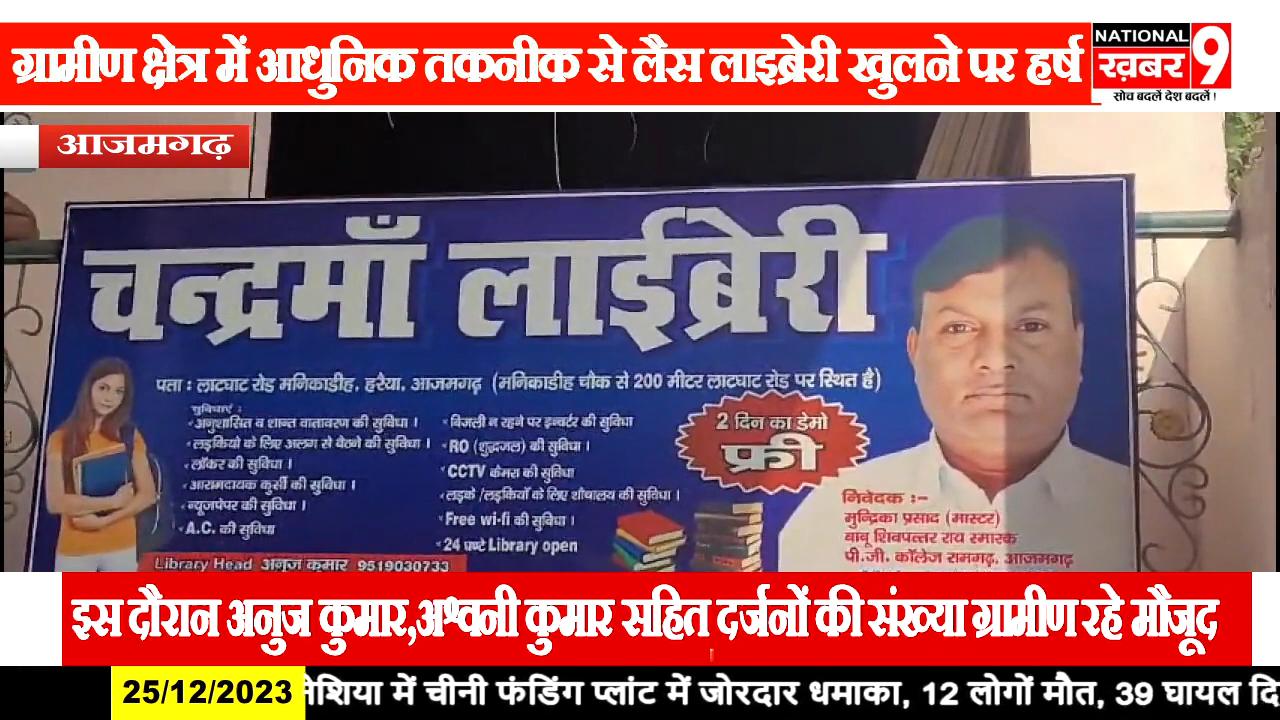 ग्रामीण क्षेत्र में आधुनिक तकनीक से लैस लाइब्रेरी खुलने पर हर्ष
NATIONAL
ख़बर 9
सोच बदलें देश बदलें।
आजमगढ़
चन्द्रमाँ लाईब्रेरी
पता : लाटघाट रोड मनिकाडीह, हरैया, आजमगढ़ (मनिकाडीह चौक से 200 मीटर लाटघाट रोड पर स्थित है)
सुविधाएं :
अनुशासित व शान्त वातावरण की सुविधा।
लड़कियो के लिए अलग से बैठने की सुविधा।
लॉकर की सुविधा।
आरामदायक कुर्सी की सुविधा।
न्यूजपेपर की सुविधा।
A.C. की सुविधा
बिजली न रहने पर इन्वर्टर की सुविधा
RO (शुद्धजल) की सुविधा।
CCTV कैमरा की सुविधा
लड़के /लड़कियों के लिए शौचालय की सुविधा।
Free wi-fi की सुविधा।
24 घण्टे Library open
2 दिन का डेमो
फ्री
निवेदक :-
मुन्द्रिका प्रसाद (मास्टर)
बाबू शिवपत्तर राय स्मारक
पी.जी. कॉलेज रामगढ़, आजमगढ़
Library Head अनुज कुमार 9519030733
इस दौरान अनुज कुमार,अश्वनी कुमार सहित दर्जनों की संख्या ग्रामीण रहे मौजूद
25/12/2023 नेशिया में चीनी फंडिंग प्लांट में जोरदार धमाका, 12 लोगों मौत, 39 घायल दि